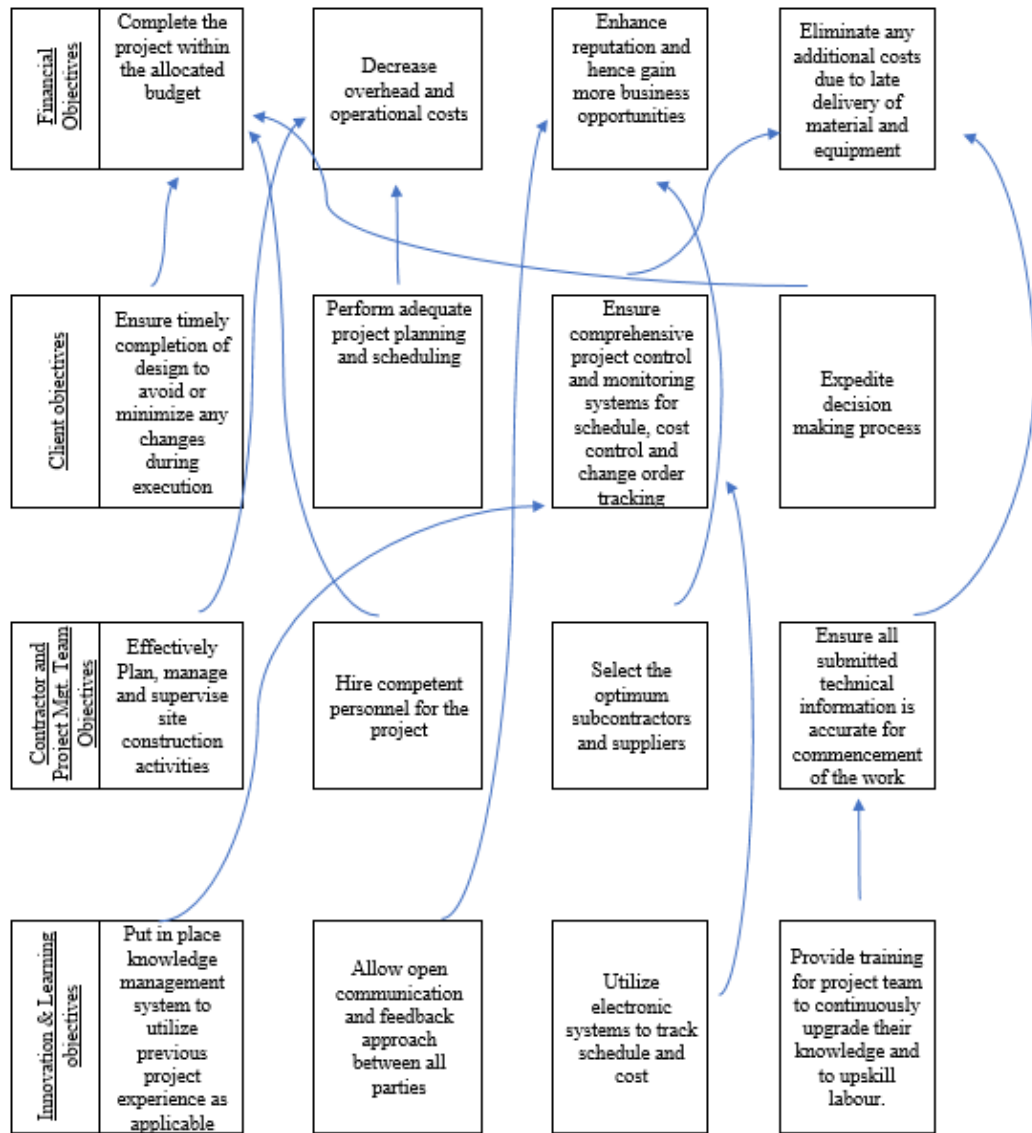 Financial
Objectives
Complete the
project within
the allocated
budget
Decrease
overhead and
operational costs
Enhance
reputation and
hence gain
more business
opportunities
Eliminate any
additional costs
due to late
delivery of
material and
equipment
Client objectives
Ensure timely
completion of
design to
avoid or
minimize any
changes
during
execution
Perform adequate
project planning
and scheduling
Ensure
comprehensive
project control
and monitoring
systems for
schedule, cost
control and
change order
tracking
Expedite
decision
making process
Contractor and
Project Mgt. Team
Objectives
Effectively
Plan, manage
and supervise
site
construction
activities
Hire competent
personnel for the
project
Select the
optimum
subcontractors
and suppliers
Ensure all
submitted
technical
information is
accurate for
commencement
of the work
Innovation & Learning
objectives
Put in place
knowledge
management
system to
utilize
previous
project
experience as
applicable
Allow open
communication
and feedback
approach
between all
parties
Utilize
electronic
systems to track
schedule and
cost
Provide training
for project team
to continuously
upgrade their
knowledge and
to upskill
labour.